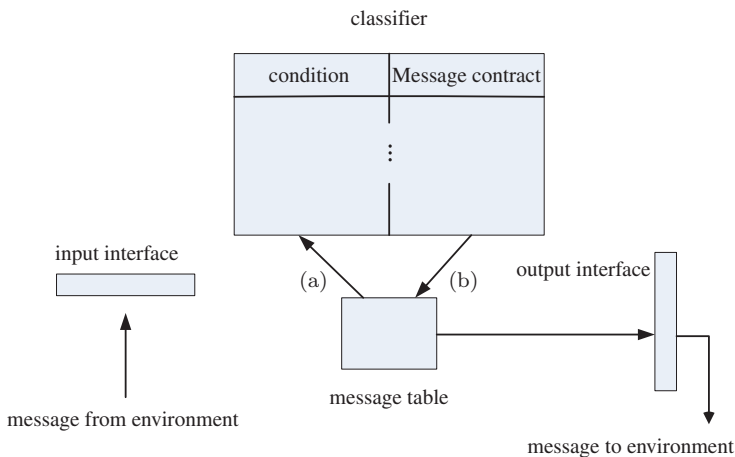 classifier
condition
Message contract
input interface
(a)
(b)
output interface
message table
message from environment
message to environment